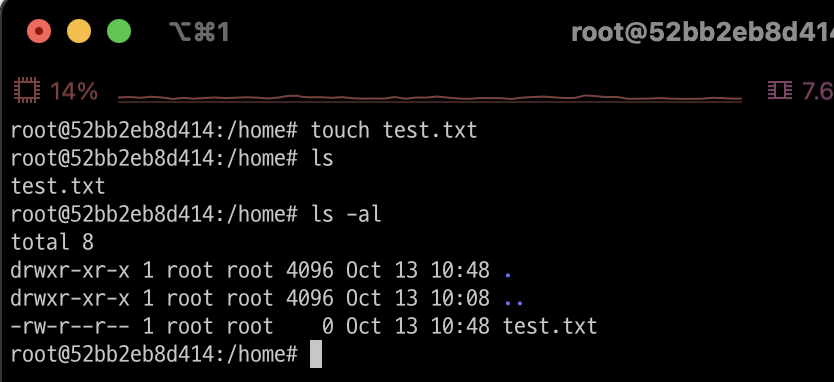 ⌥⌘1 root@52bb2eb8d414
14% 7.6
root@52bb2eb8d414:/home# touch test.txt
root@52bb2eb8d414:/home# ls
test.txt
root@52bb2eb8d414:/home# ls -al
total 8
drwxr-xr-x 1 root root 4096 Oct 13 10:48 .
drwxr-xr-x 1 root root 4096 Oct 13 10:08 ..
-rw-r--r-- 1 root root    0 Oct 13 10:48 test.txt
root@52bb2eb8d414:/home#